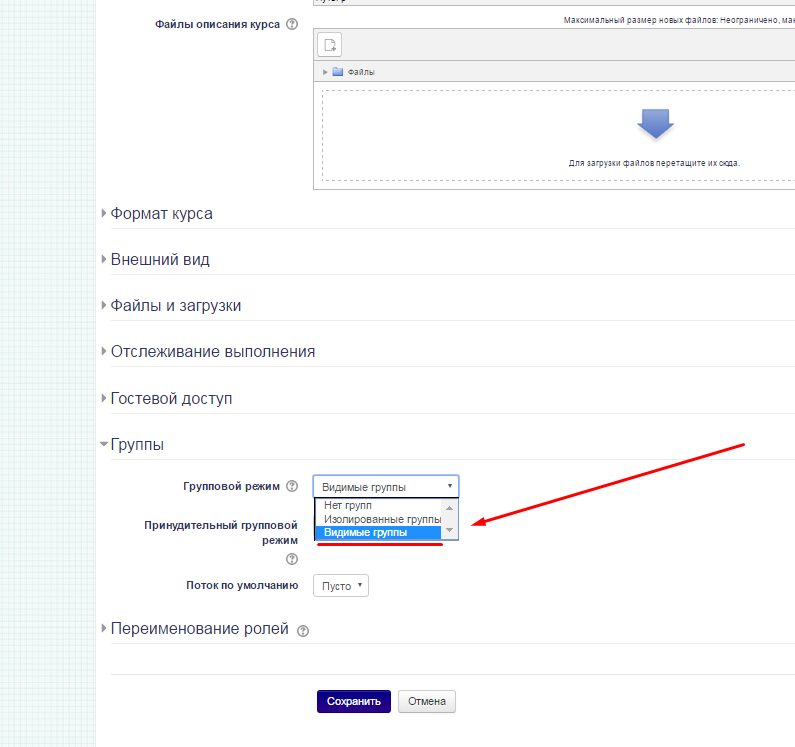 Файлы описания курса
Максимальный размер новых файлов: Неограничено,
Файлы
Для загрузки файлов перетащите их сюда.
Формат курса
Внешний вид
Файлы и загрузки
Отслеживание выполнения
Гостевой доступ
Группы
Групповой режим
Видимые группы
Нет групп
Изолированные группы
Видимые группы
Принудительный групповой
режим
Поток по умолчанию
Пусто
Переименование ролей
Сохранить
Отмена